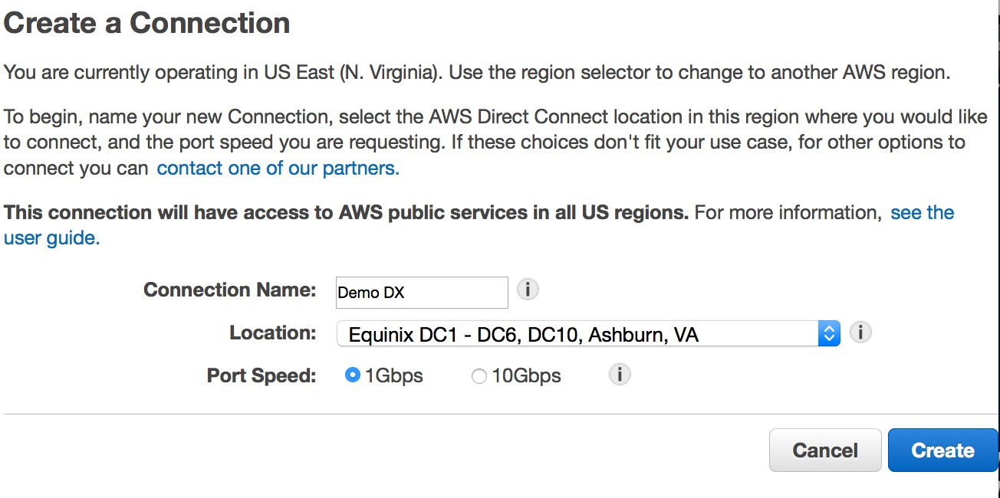 Create a Connection
You are currently operating in US East (N. Virginia). Use the region selector to change to another AWS region.
To begin, name your new Connection, select the AWS Direct Connect location in this region where you would like
to connect, and the port speed you are requesting. If these choices don't fit your use case, for other options to
connect you can contact one of our partners.
This connection will have access to AWS public services in all US regions. For more information, see the
user guide.
Connection Name: Demo DX i
Location: Equinix DC1 - DC6, DC10, Ashburn, VA i
Port Speed: 1Gbps 10Gbps i
Cancel Create